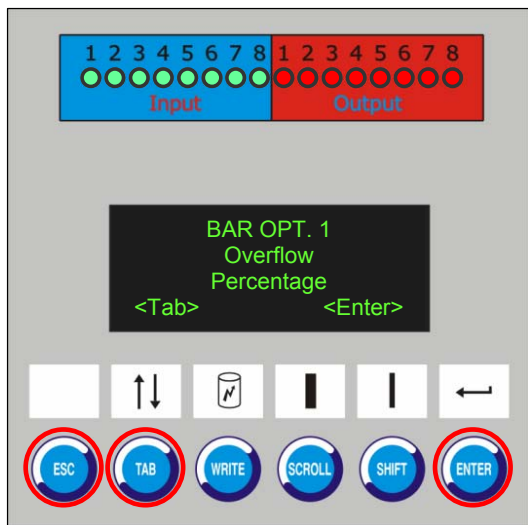 1 2 3 4 5 6 7 8 1 2 3 4 5 6 7 8
Input Output
BAR OPT. 1
Overflow
Percentage
<Tab> <Enter>
ESC TAB WRITE SCROLL SHIFT ENTER